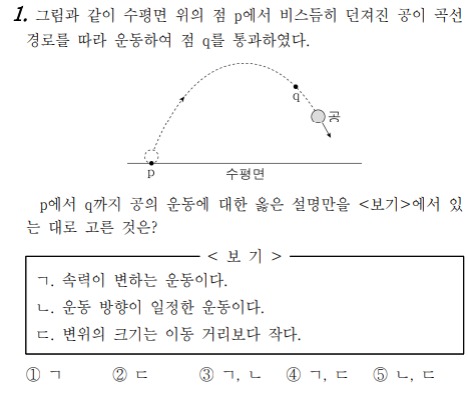 1. 그림과 같이 수평면 위의 점 p에서 비스듬히 던져진 공이 곡선
경로를 따라 운동하여 점 q를 통과하였다.
q
공
p
수평면
p에서 q까지 공의 운동에 대한 옳은 설명만을 <보기>에서 있
는 대로 고른 것은?
< 보 기 >
ㄱ. 속력이 변하는 운동이다.
ㄴ. 운동 방향이 일정한 운동이다.
ㄷ. 변위의 크기는 이동 거리보다 작다.
① ㄱ ② ㄷ ③ ㄱ, ㄴ ④ ㄱ, ㄷ ⑤ ㄴ, ㄷ